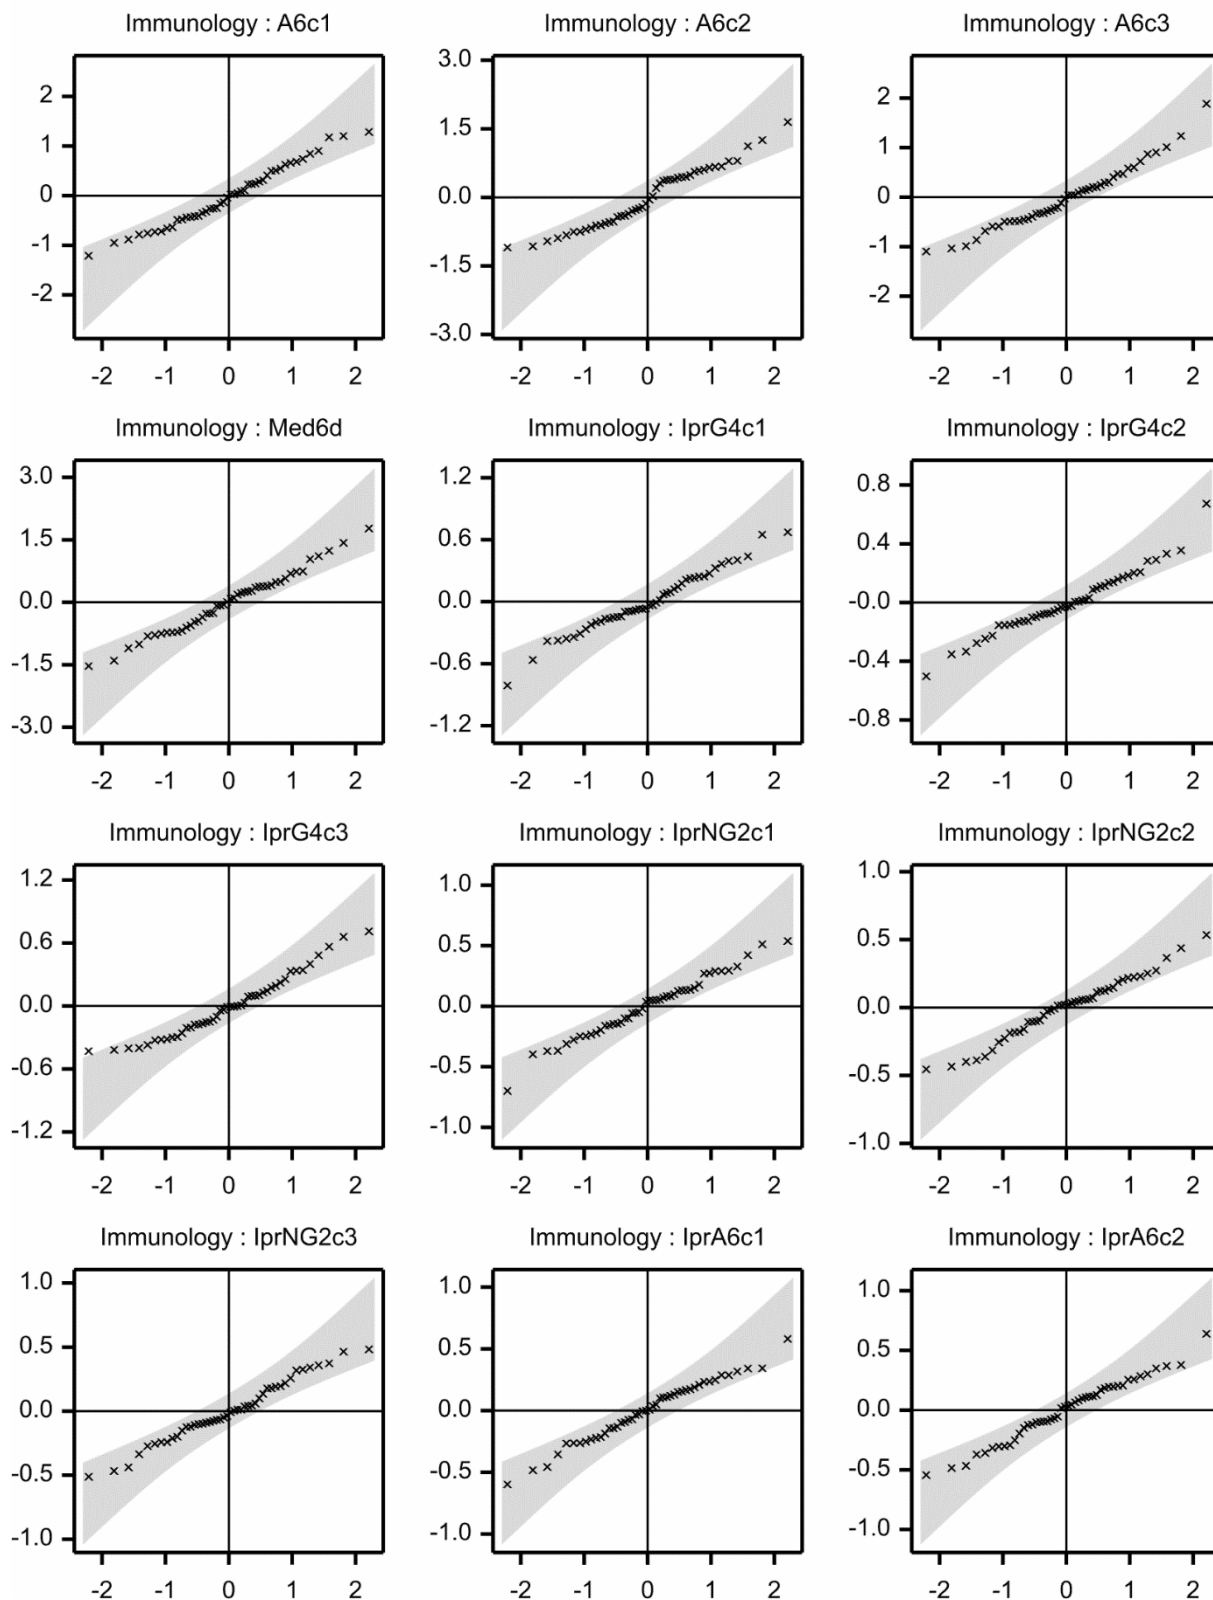 Immunology : A6c1
2
1
0
-1
-2
-2 -1 0 1 2
Immunology : A6c2
3.0
1.5
0.0
-1.5
-3.0
-2 -1 0 1 2
Immunology : A6c3
2
1
0
-1
-2
-2 -1 0 1 2
Immunology : Med6d
3.0
1.5
0.0
-1.5
-3.0
-2 -1 0 1 2
Immunology : IprG4c1
1.2
0.6
0.0
-0.6
-1.2
-2 -1 0 1 2
Immunology : IprG4c2
0.8
0.4
-0.0
-0.4
-0.8
-2 -1 0 1 2
Immunology : IprG4c3
1.2
0.6
0.0
-0.6
-1.2
-2 -1 0 1 2
Immunology : IprNG2c1
1.0
0.5
0.0
-0.5
-1.0
-2 -1 0 1 2
Immunology : IprNG2c2
1.0
0.5
0.0
-0.5
-1.0
-2 -1 0 1 2
Immunology : IprNG2c3
1.0
0.5
0.0
-0.5
-1.0
-2 -1 0 1 2
Immunology : IprA6c1
1.0
0.5
0.0
-0.5
-1.0
-2 -1 0 1 2
Immunology : IprA6c2
1.0
0.5
0.0
-0.5
-1.0
-2 -1 0 1 2